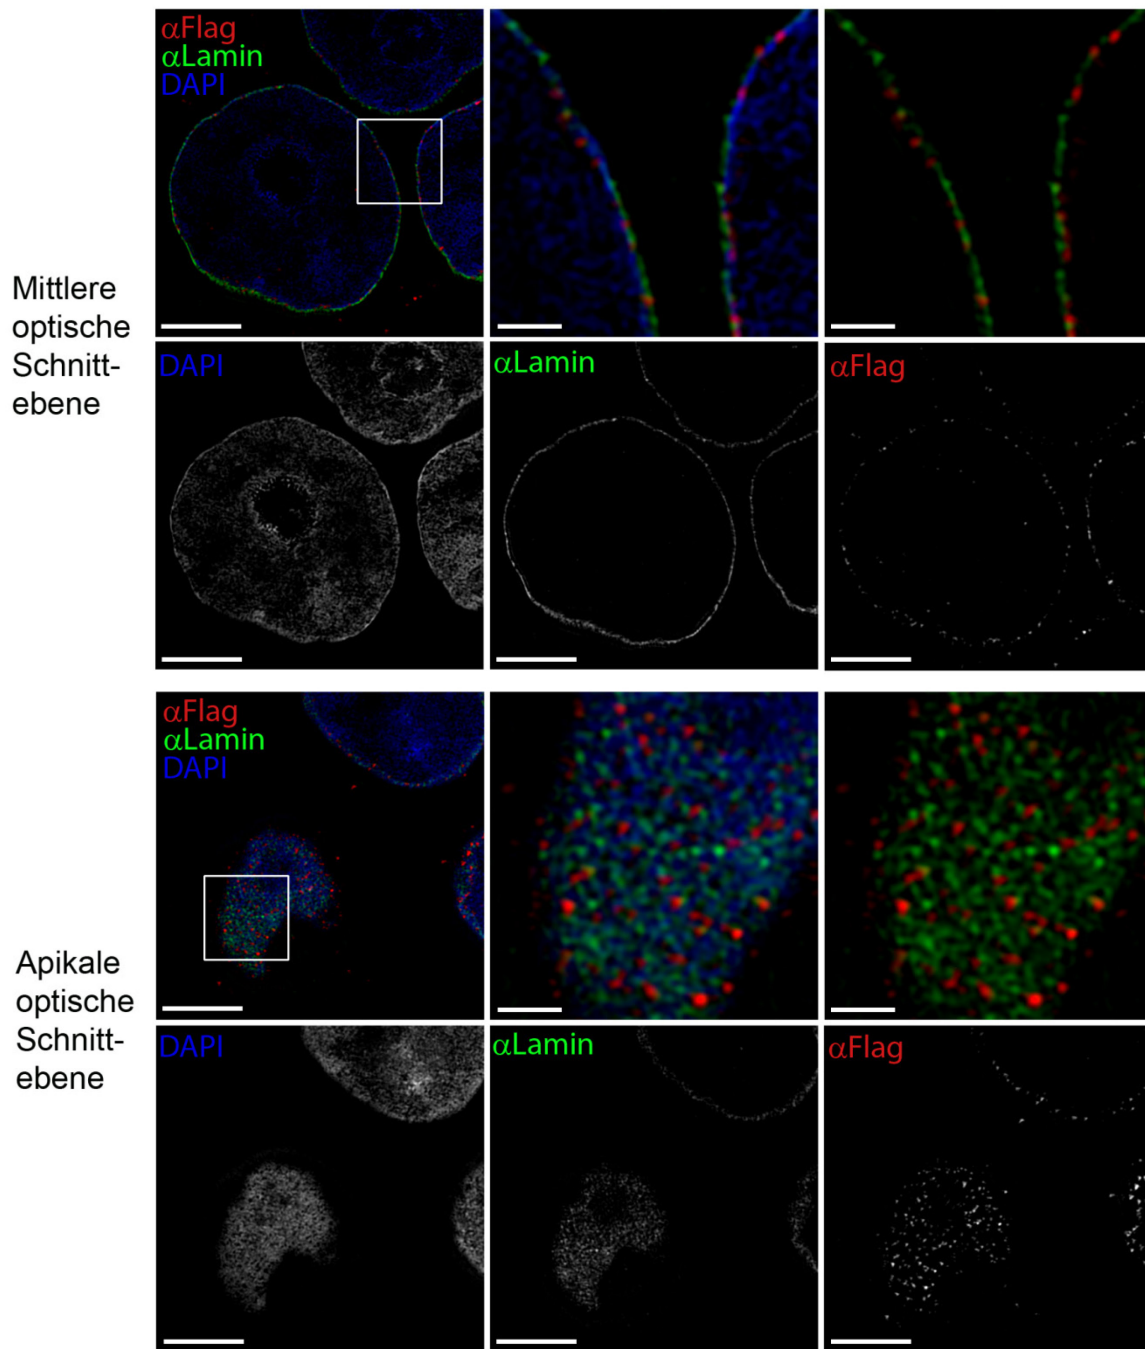 αFlag
αLamin
DAPI
Mittlere
optische
Schnitt-
ebene
DAPI
αLamin
αFlag
αFlag
αLamin
DAPI
Apikale
optische
Schnitt-
ebene
DAPI
αLamin
αFlag